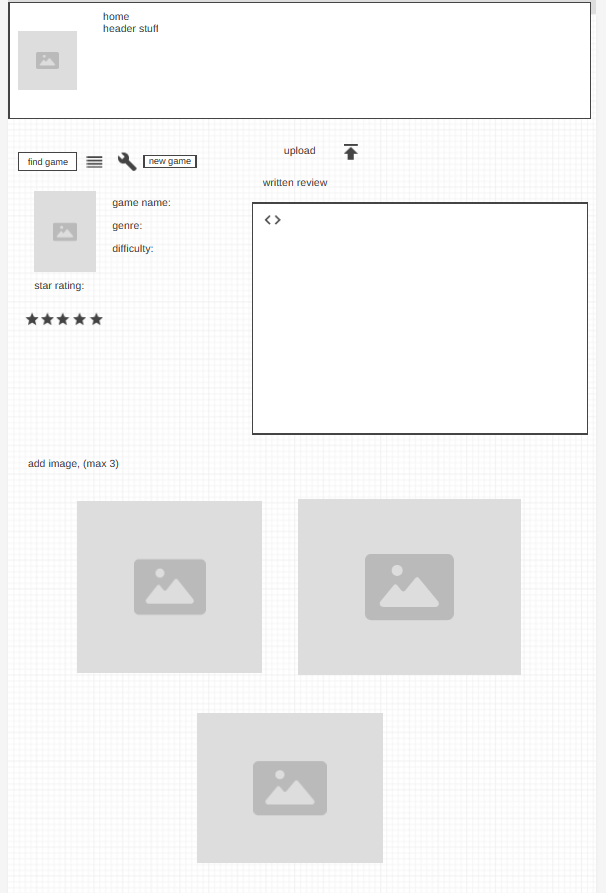 home
header stuff
find game
new game
upload
written review
game name:
genre:
difficulty:
star rating:
add image, (max 3)